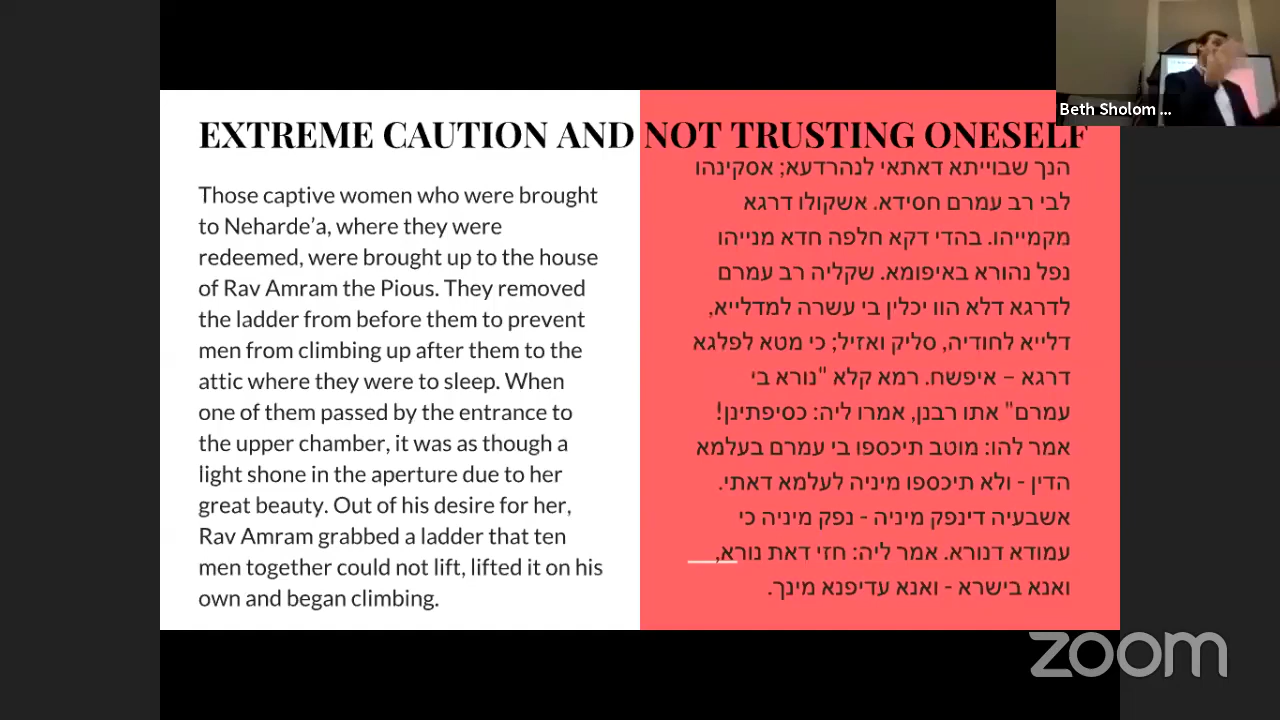 Beth Sholom ...
EXTREME CAUTION AND NOT TRUSTING ONESELF
Those captive women who were brought
to Neharde’a, where they were
redeemed, were brought up to the house
of Rav Amram the Pious. They removed
the ladder from before them to prevent
men from climbing up after them to the
attic where they were to sleep. When
one of them passed by the entrance to
the upper chamber, it was as though a
light shone in the aperture due to her
great beauty. Out of his desire for her,
Rav Amram grabbed a ladder that ten
men together could not lift, lifted it on his
own and began climbing.
הנך שבוייתא דאתאי לנהרדעא; אסקינהו
לבי רב עמרם חסידא. אשקולו דרגא
מקמייהו. בהדי דקא חלפה חדא מנייהו
נפל נהורא באיפומא. שקליה רב עמרם
לדרגא דלא הוו יכלין בי עשרה למדלייא,
דלייא לחודיה, סליק ואזיל; כי מטא לפלגא
דרגא – איפשח. רמא קלא "נורא בי
עמרם" אתו רבנן, אמרו ליה: כסיפתינן!
אמר להו: מוטב תיכספו בי עמרם בעלמא
הדין - ולא תיכספו מיניה לעלמא דאתי.
אשבעיה דינפק מיניה - נפק מיניה כי
עמודא דנורא. אמר ליה: חזי דאת נורא,
ואנא בישרא - ואנא עדיפנא מינך.
zoom